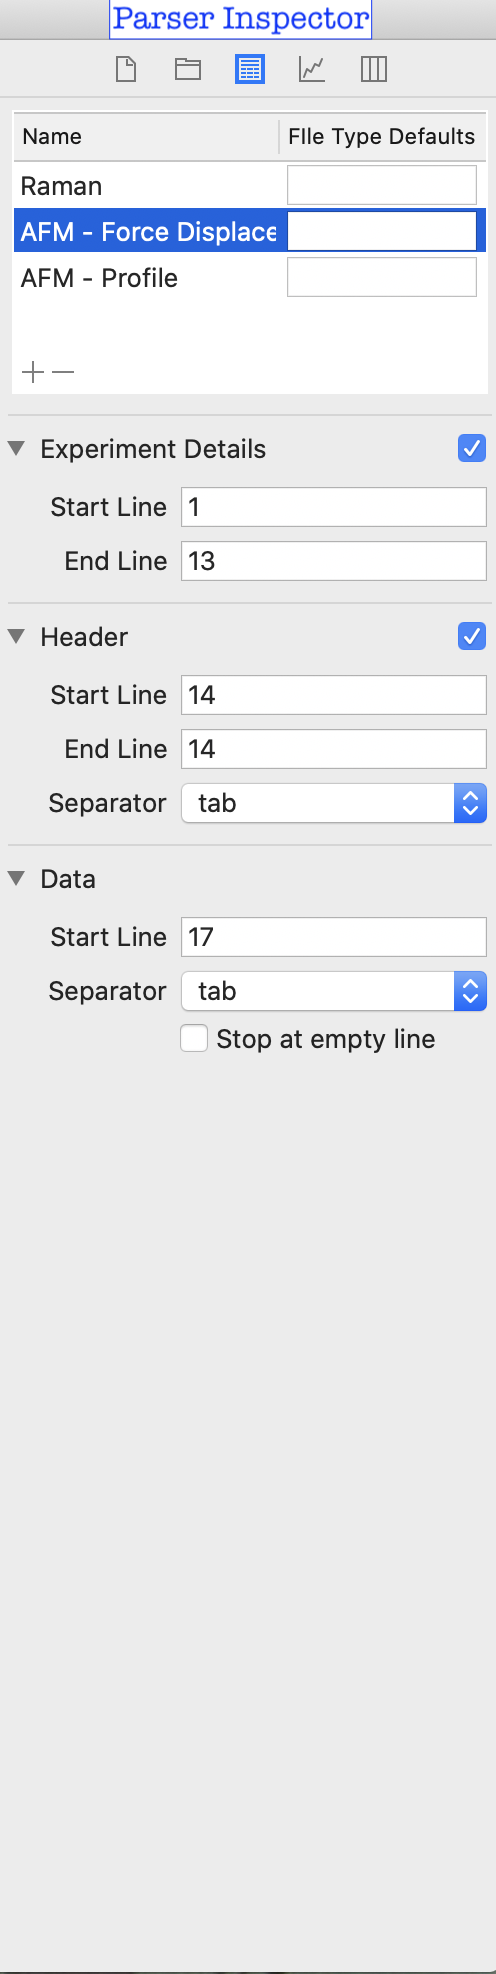 Parser Inspector
Name FIle Type Defaults
Raman
AFM - Force Displace
AFM - Profile
Experiment Details
Start Line 1
End Line 13
Header
Start Line 14
End Line 14
Separator tab
Data
Start Line 17
Separator tab
Stop at empty line